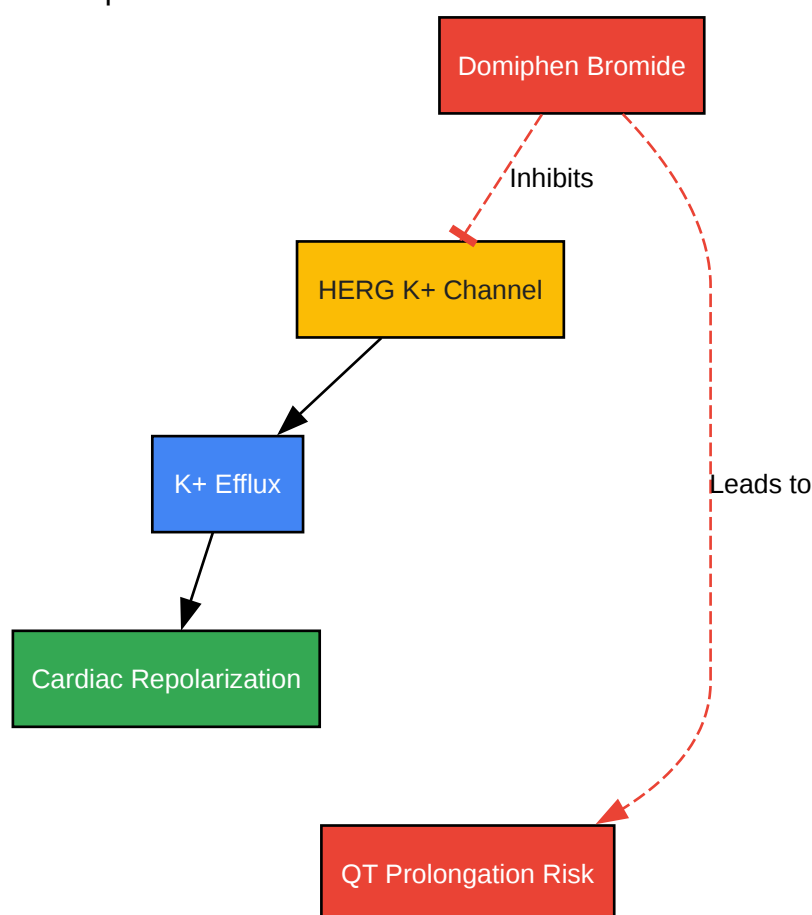 Domiphen Bromide
Inhibits
HERG K+ Channel
K+ Efflux
Leads to
Cardiac Repolarization
QT Prolongation Risk